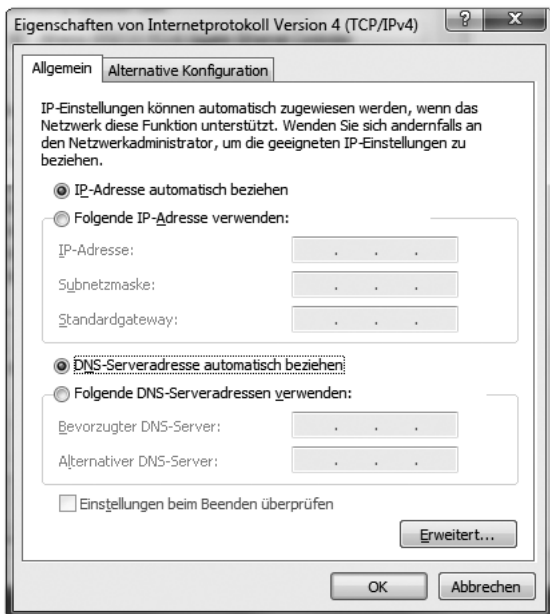 Eigenschaften von Internetprotokoll Version 4 (TCP/IPv4)
? X
Allgemein Alternative Konfiguration
IP-Einstellungen können automatisch zugewiesen werden, wenn das
Netzwerk diese Funktion unterstützt. Wenden Sie sich andernfalls an
den Netzwerkadministrator, um die geeigneten IP-Einstellungen zu
beziehen.
IP-Adresse automatisch beziehen
Folgende IP-Adresse verwenden:
IP-Adresse: . . .
Subnetzmaske: . . .
Standardgateway: . . .
DNS-Serveradresse automatisch beziehen
Folgende DNS-Serveradressen verwenden:
Bevorzugter DNS-Server: . . .
Alternativer DNS-Server: . . .
Einstellungen beim Beenden überprüfen
Erweitert...
OK Abbrechen